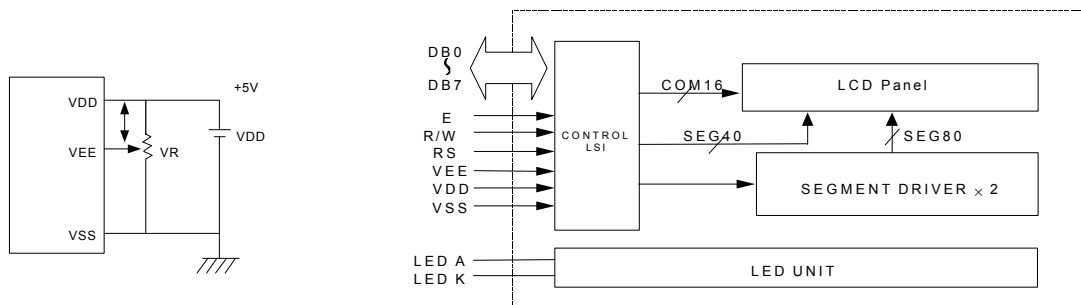 +5V
VDD
VDD
VEE
VR
VSS
DB0
DB7
E
R/W
RS
VEE
VDD
VSS
CONTROL
LSI
COM16
LCD Panel
SEG40
SEG80
SEGMENT DRIVER × 2
LED A
LED K
LED UNIT